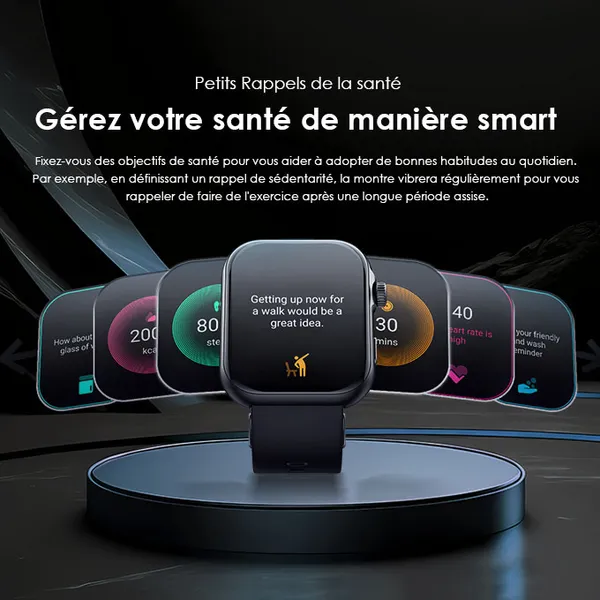 Petits Rappels de la santé
Gérez votre santé de manière smart
Fixez-vous des objectifs de santé pour vous aider à adopter de bonnes habitudes au quotidien.
Par exemple, en définissant un rappel de sédentarité, la montre vibrera régulièrement pour vous
rappeler de faire de l'exercice après une longue période assise.
How about
glass of
200
kca
80
ste
Getting up now for
a walk would be a
great idea.
30
mins
40
eart rate is
high
your friendly
and wash
eminder